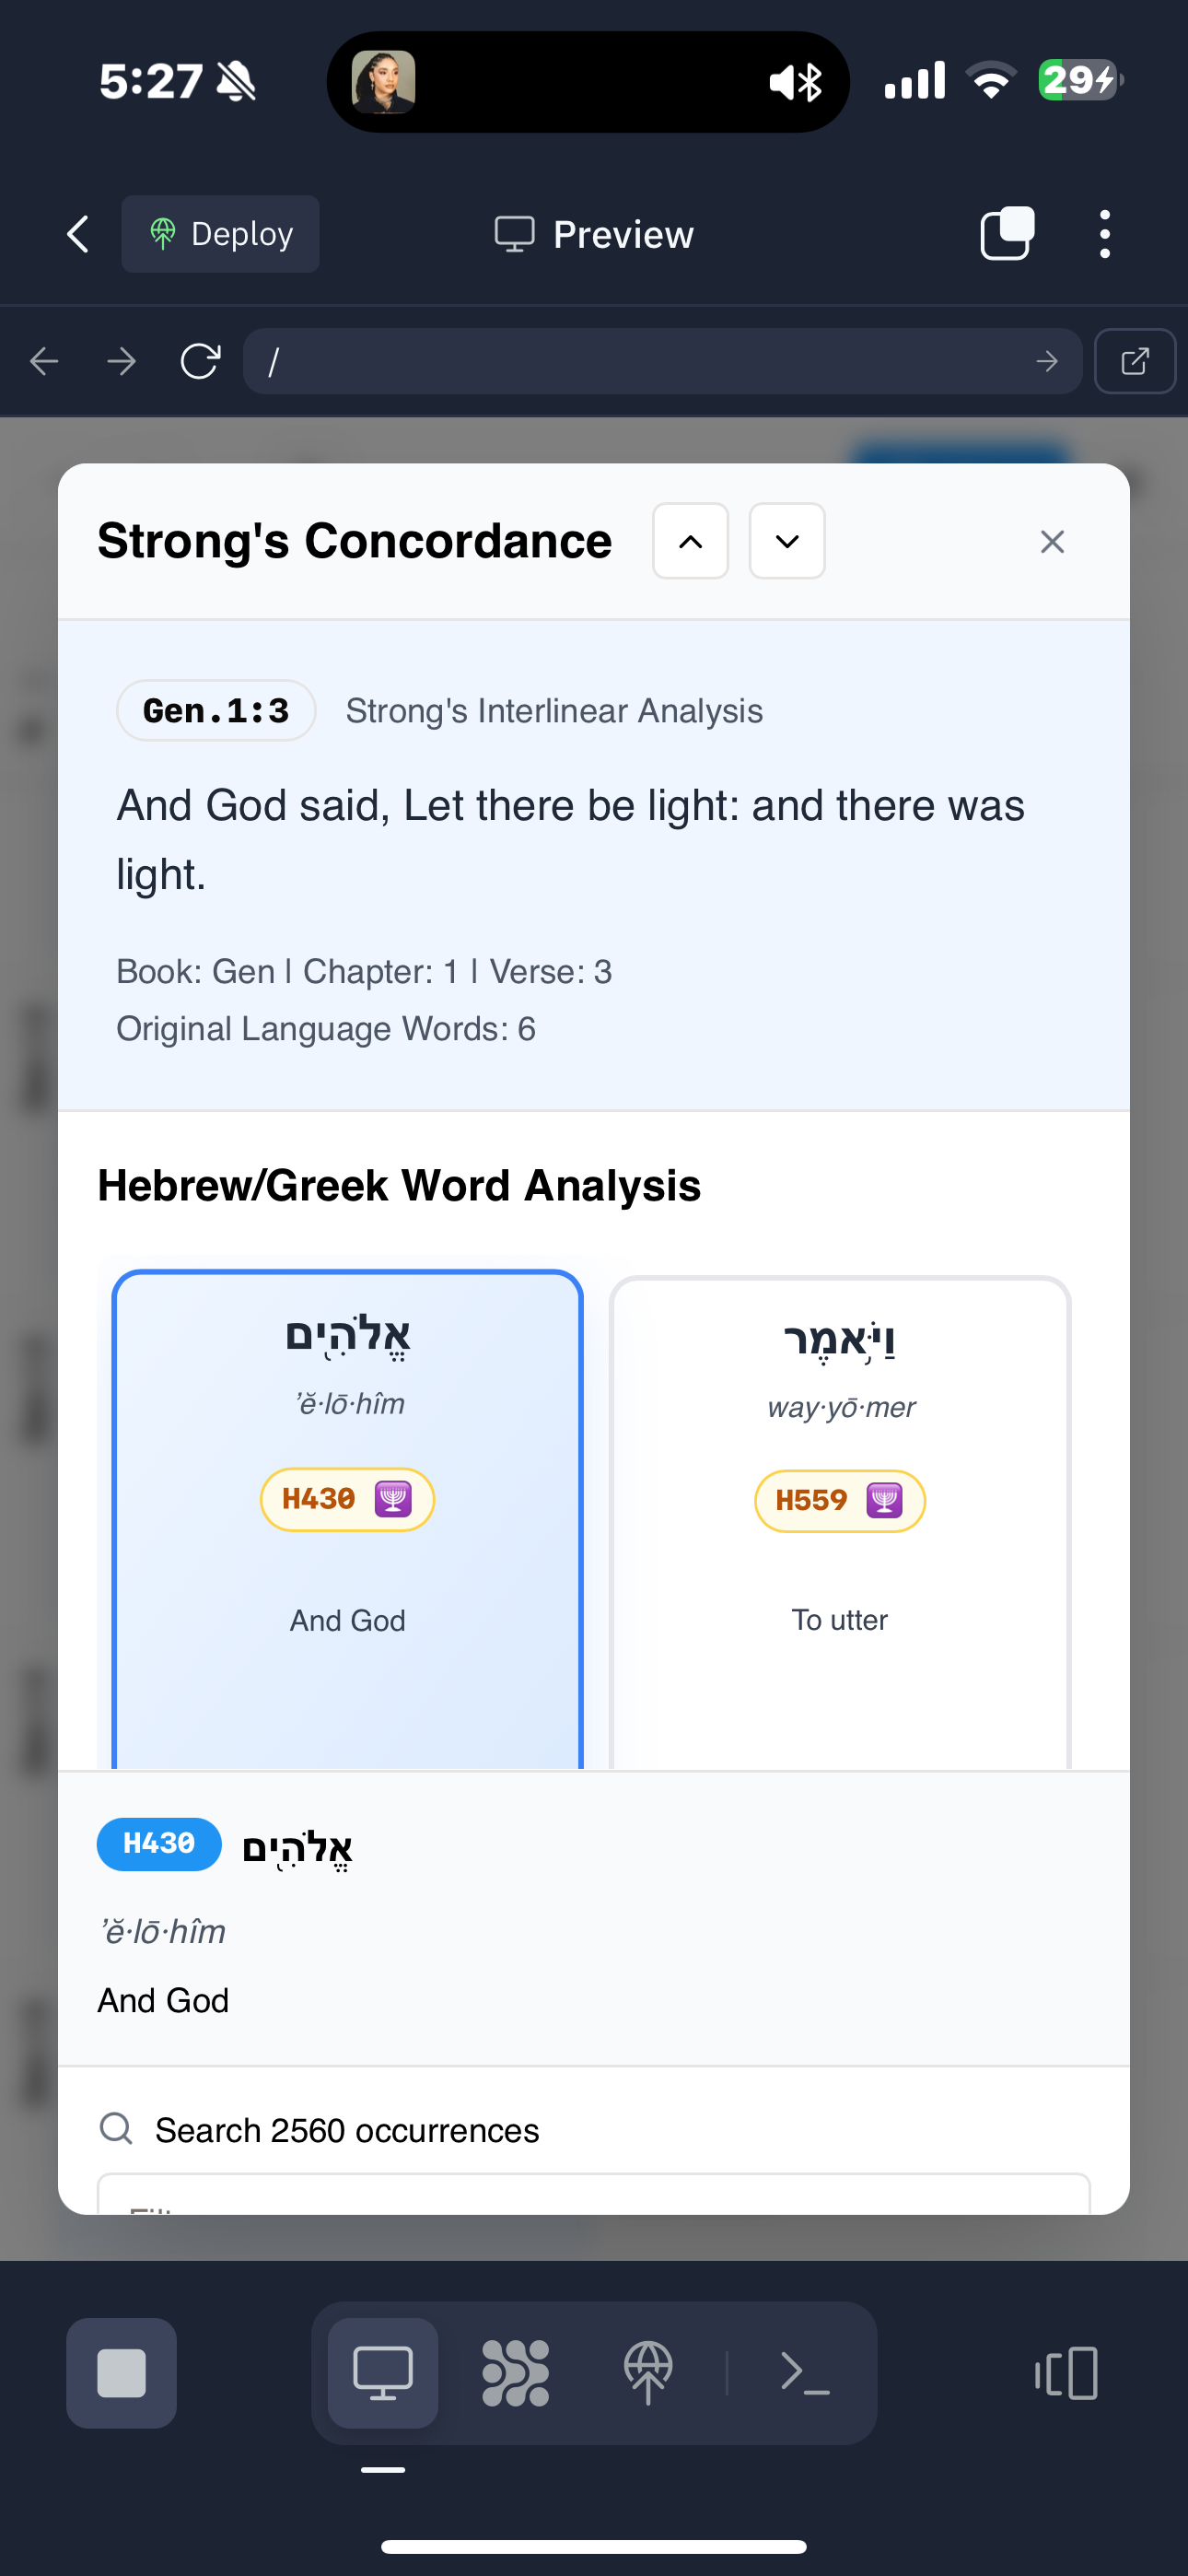 5:27
29
Deploy
Preview
/
Strong's Concordance
Gen.1:3
Strong's Interlinear Analysis
And God said, Let there be light: and there was
light.
Book: Gen | Chapter: 1 | Verse: 3
Original Language Words: 6
Hebrew/Greek Word Analysis
אֱלֹהִ֖ים
’ĕ·lō·hîm
H430
And God
וַיֹּ֥אמֶר
way·yō·mer
H559
To utter
H430 אֱלֹהִ֖ים
’ĕ·lō·hîm
And God
Search 2560 occurrences